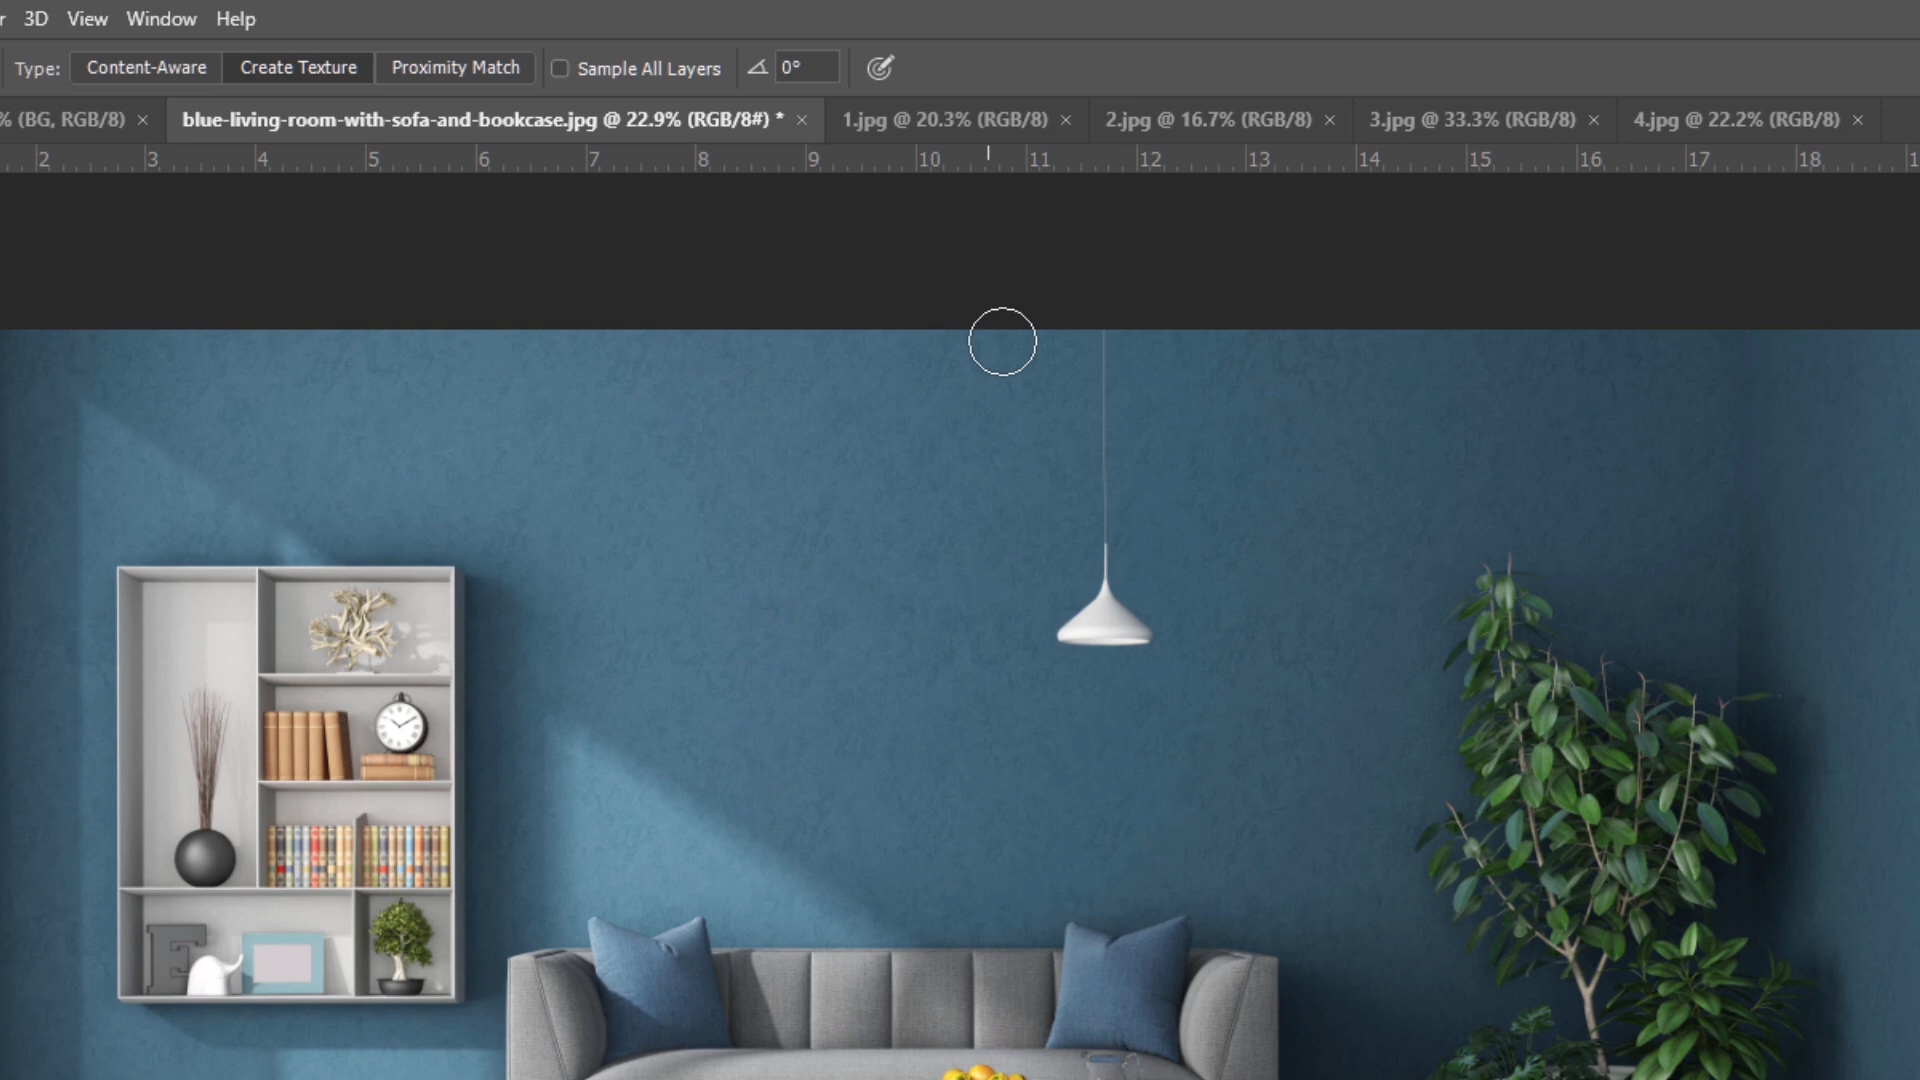 r 3D View Window Help
Type: Content-Aware Create Texture Proximity Match Sample All Layers 0°
% (BG, RGB/8) × blue-living-room-with-sofa-and-bookcase.jpg @ 22.9% (RGB/8#) * × 1.jpg @ 20.3% (RGB/8) × 2.jpg @ 16.7% (RGB/8) × 3.jpg @ 33.3% (RGB/8) × 4.jpg @ 22.2% (RGB/8) ×
2 3 4 5 6 7 8 9 10 11 12 13 14 15 16 17 18 1
E